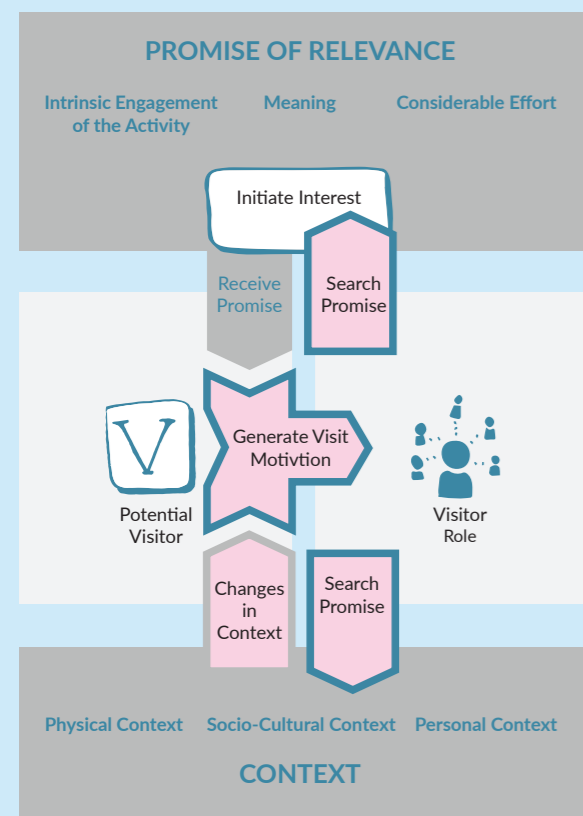 PROMISE OF RELEVANCE
Intrinsic Engagement
of the Activity
Meaning
Considerable Effort
Initiate Interest
Receive
Promise
Search
Promise
V
Generate Visit
Motivtion
Potential
Visitor
Visitor
Role
Changes
in
Context
Search
Promise
Physical Context
Socio-Cultural Context
Personal Context
CONTEXT